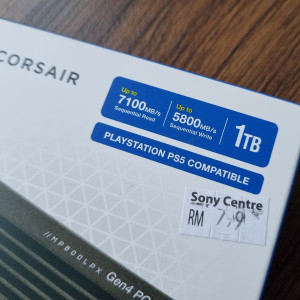 CORSAIR
Up to
7100MB/s
Sequential Read
Up to
5800MB/s
Sequential Write
1TB
PLAYSTATION PS5 COMPATIBLE
Sony Centre
RM
//MP600LPX Gen4 PC